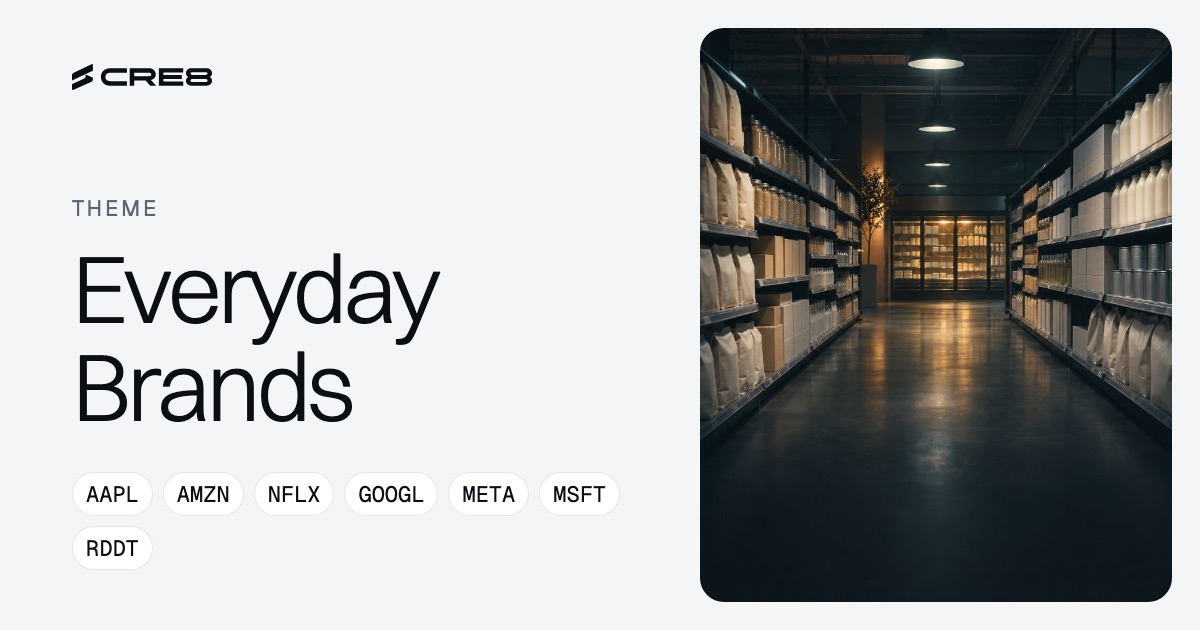 CRE8
THEME
Everyday
Brands
AAPL AMZN NFLX GOOGL META MSFT
RDDT